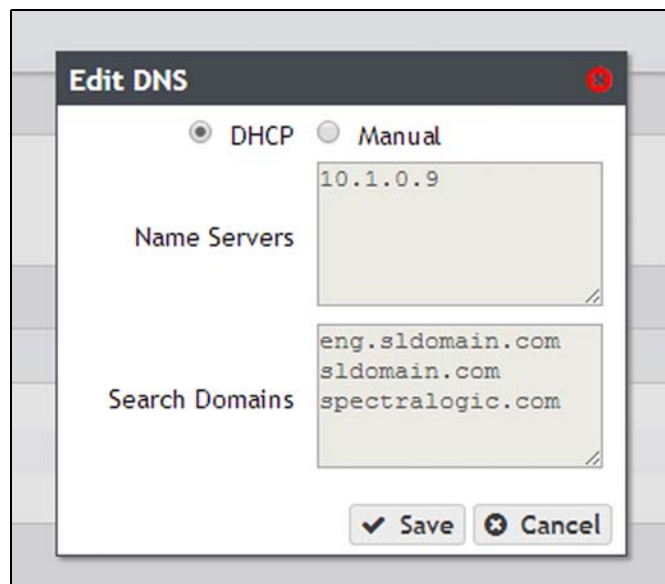 Edit DNS
DHCP Manual
Name Servers
10.1.0.9
Search Domains
eng.sldomain.com
sldomain.com
spectralogic.com
Save Cancel